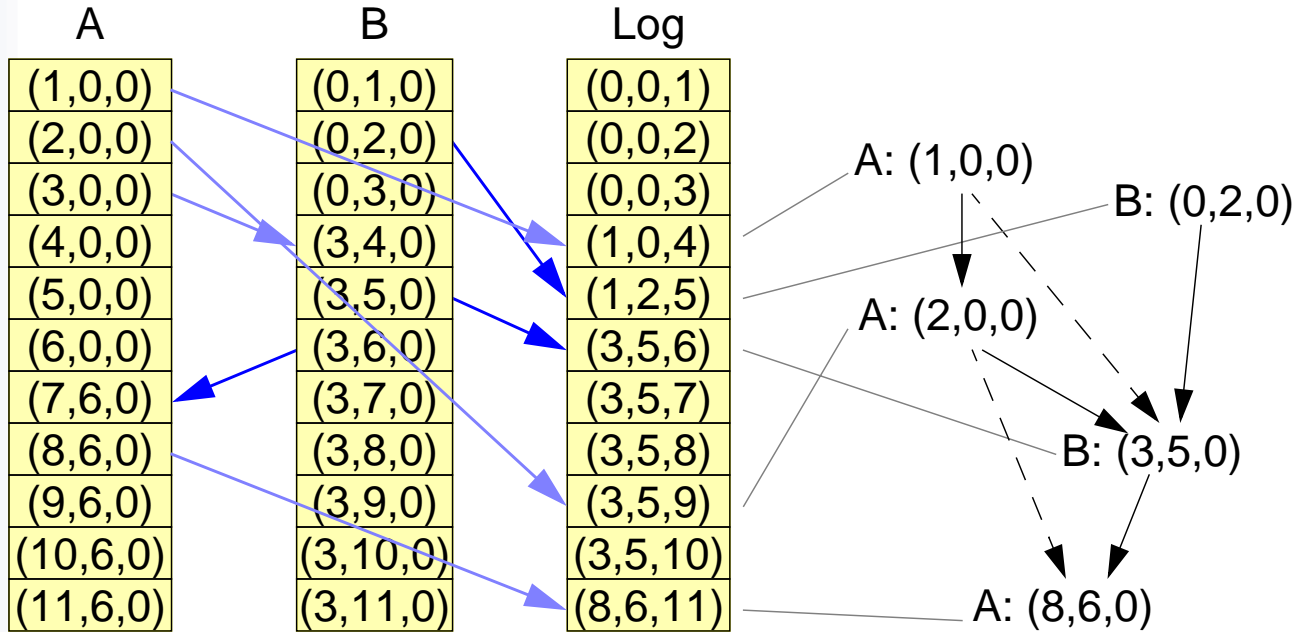 A B Log
(1,0,0) (0,1,0) (0,0,1)
(2,0,0) (0,2,0) (0,0,2)
(3,0,0) (0,3,0) (0,0,3)
(4,0,0) (3,4,0) (1,0,4)
(5,0,0) (3,5,0) (1,2,5)
(6,0,0) (3,6,0) (3,5,6)
(7,6,0) (3,7,0) (3,5,7)
(8,6,0) (3,8,0) (3,5,8)
(9,6,0) (3,9,0) (3,5,9)
(10,6,0) (3,10,0) (3,5,10)
(11,6,0) (3,11,0) (8,6,11)
A: (1,0,0)
B: (0,2,0)
A: (2,0,0)
B: (3,5,0)
A: (8,6,0)